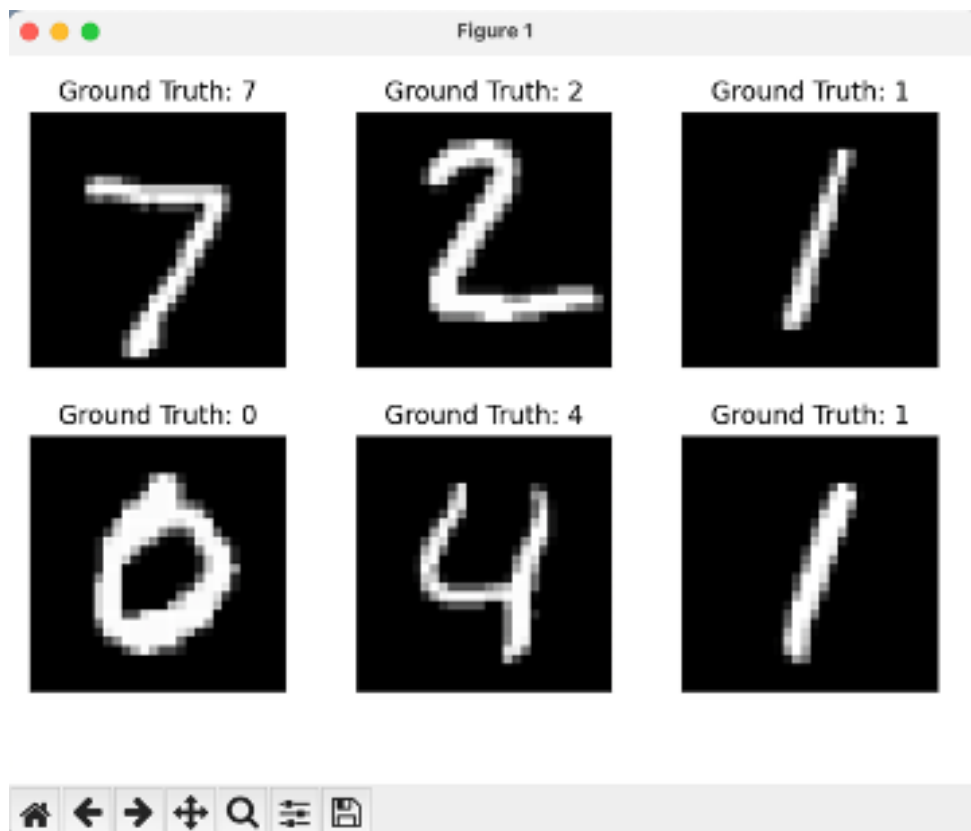 Figure 1
Ground Truth: 7
Ground Truth: 2
Ground Truth: 1
7
2
1
Ground Truth: 0
Ground Truth: 4
Ground Truth: 1
0
4
1